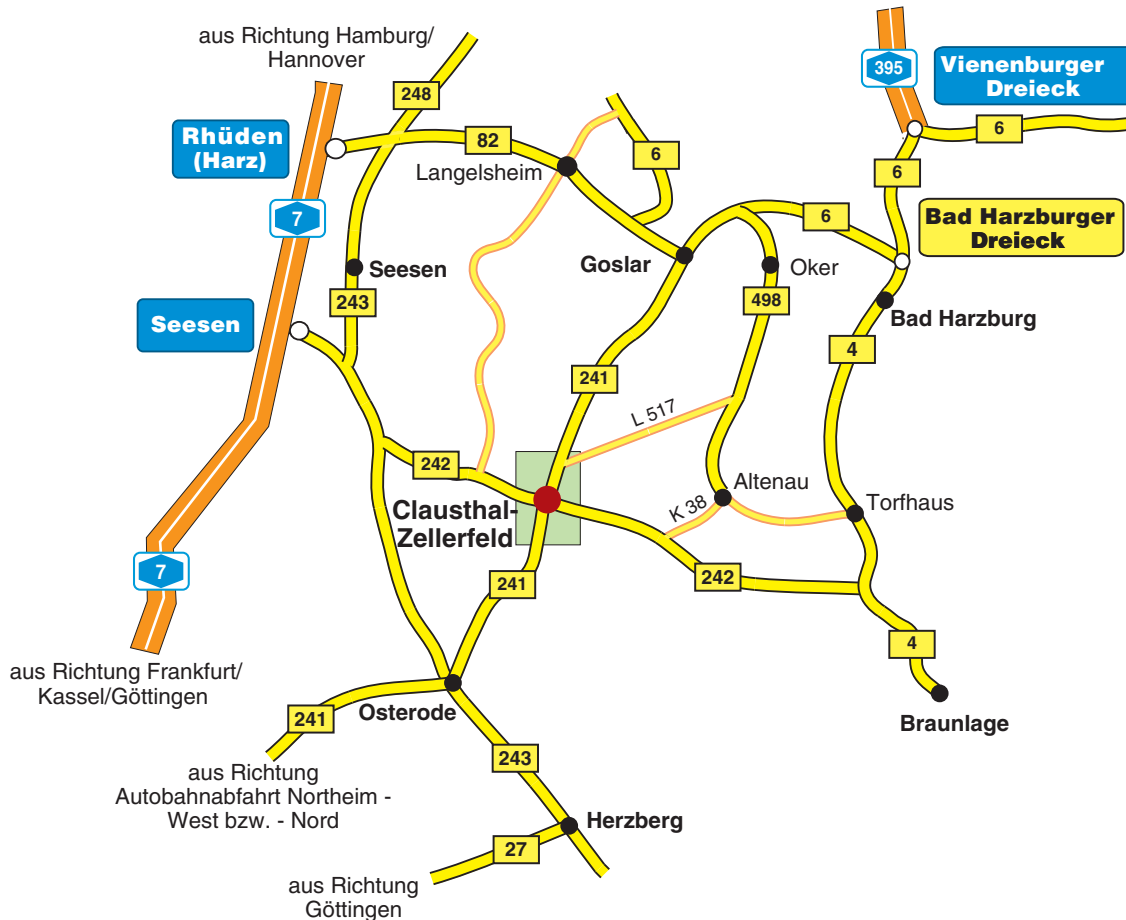 aus Richtung Hamburg/
Hannover
395
Vienenburger
Dreieck
248
Rhüden
(Harz)
82
6
6
Langelsheim
6
7
6
Bad Harzburger
Dreieck
Goslar
Oker
Seesen
243
498
Bad Harzburg
Seesen
4
241
L 517
242
Altenau
Clausthal-
Zellerfeld
K 38
Torfhaus
7
241
242
4
aus Richtung Frankfurt/
Kassel/Göttingen
Osterode
Braunlage
241
243
aus Richtung
Autobahnabfahrt Northeim -
West bzw. - Nord
Herzberg
27
aus Richtung
Göttingen